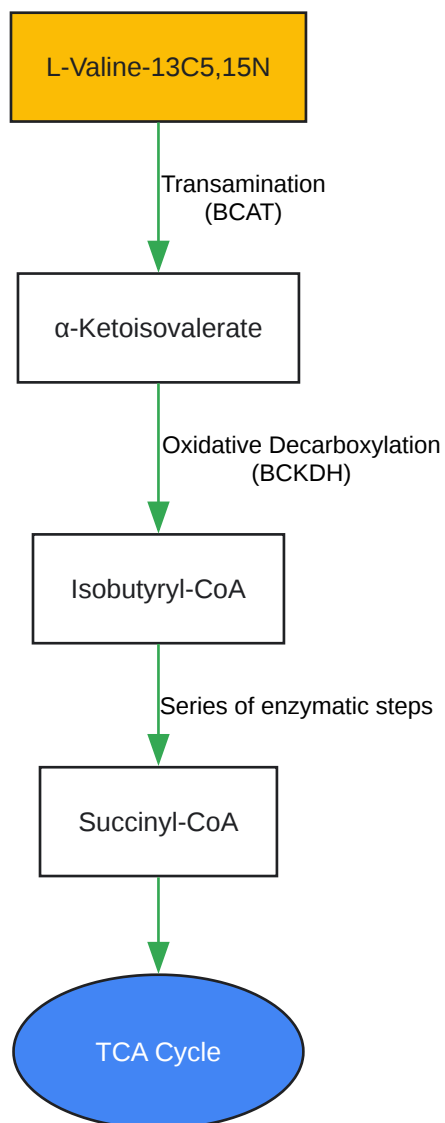 L-Valine-13C5,15N
Transamination
(BCAT)
α-Ketoisovalerate
Oxidative Decarboxylation
(BCKDH)
Isobutyryl-CoA
Series of enzymatic steps
Succinyl-CoA
TCA Cycle